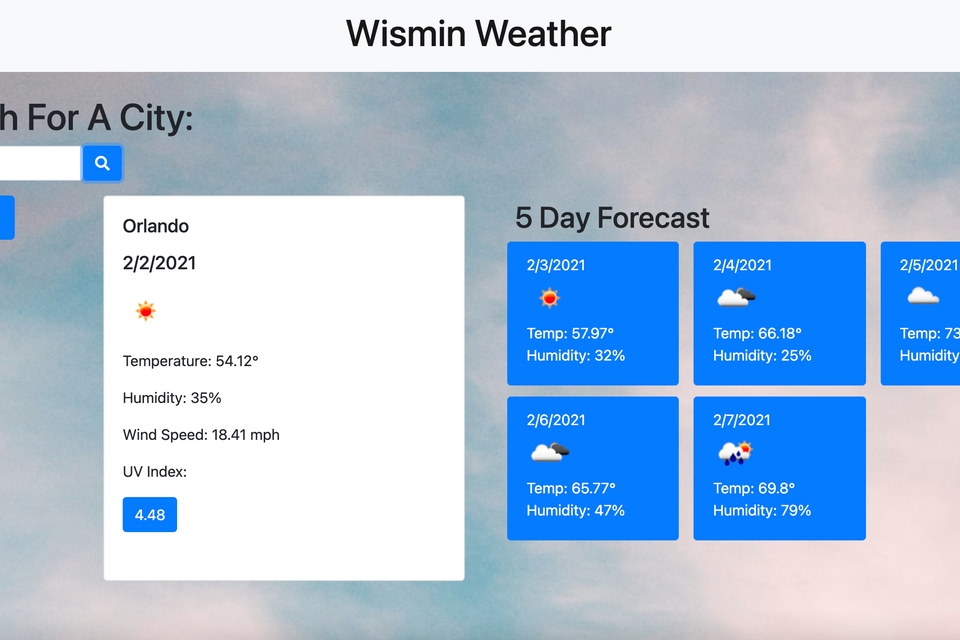 Wismin Weather
h For A City:
Orlando
2/2/2021
Temperature: 54.12°
Humidity: 35%
Wind Speed: 18.41 mph
UV Index:
4.48
5 Day Forecast
2/3/2021
Temp: 57.97°
Humidity: 32%
2/4/2021
Temp: 66.18°
Humidity: 25%
2/5/2021
Temp: 73
Humidity
2/6/2021
Temp: 65.77°
Humidity: 47%
2/7/2021
Temp: 69.8°
Humidity: 79%